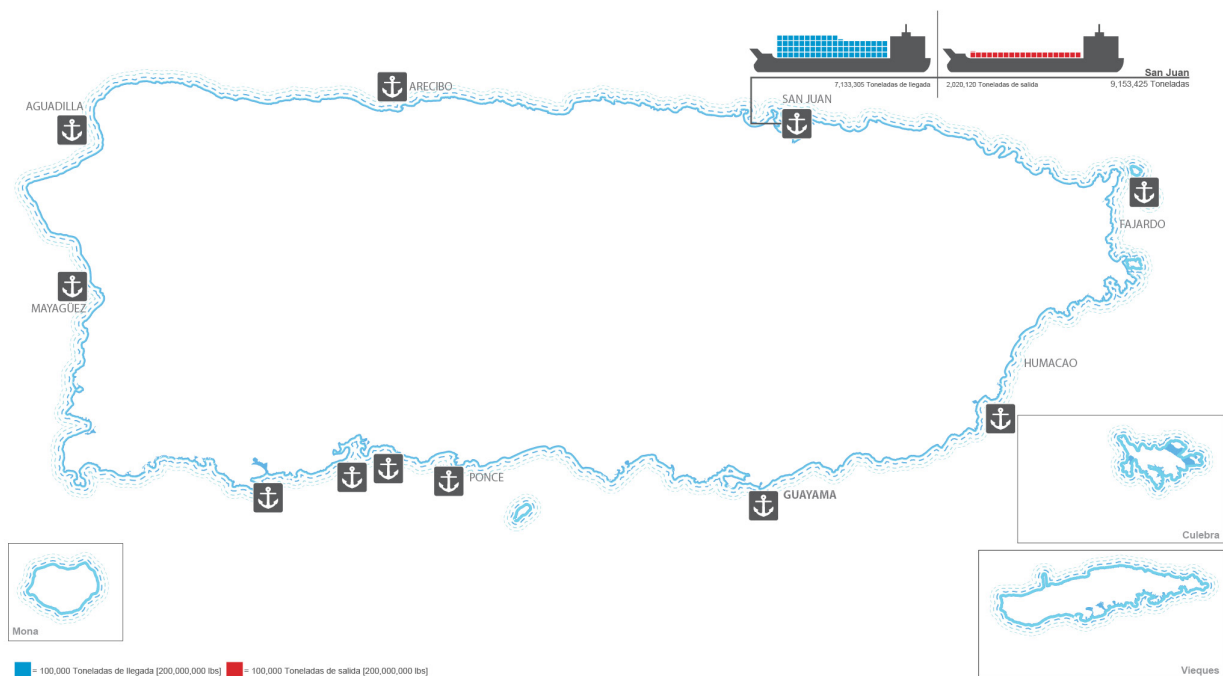 San Juan
7,133,305 Toneladas de llegada
2,020,120 Toneladas de salida
9,153,425 Toneladas
AGUADILLA
ARECIBO
SAN JUAN
FAJARDO
MAYAGÜEZ
HUMACAO
PONCE
GUAYAMA
Culebra
Mona
Vieques
= 100,000 Toneladas de llegada [200,000,000 lbs]
= 100,000 Toneladas de salida [200,000,000 lbs]